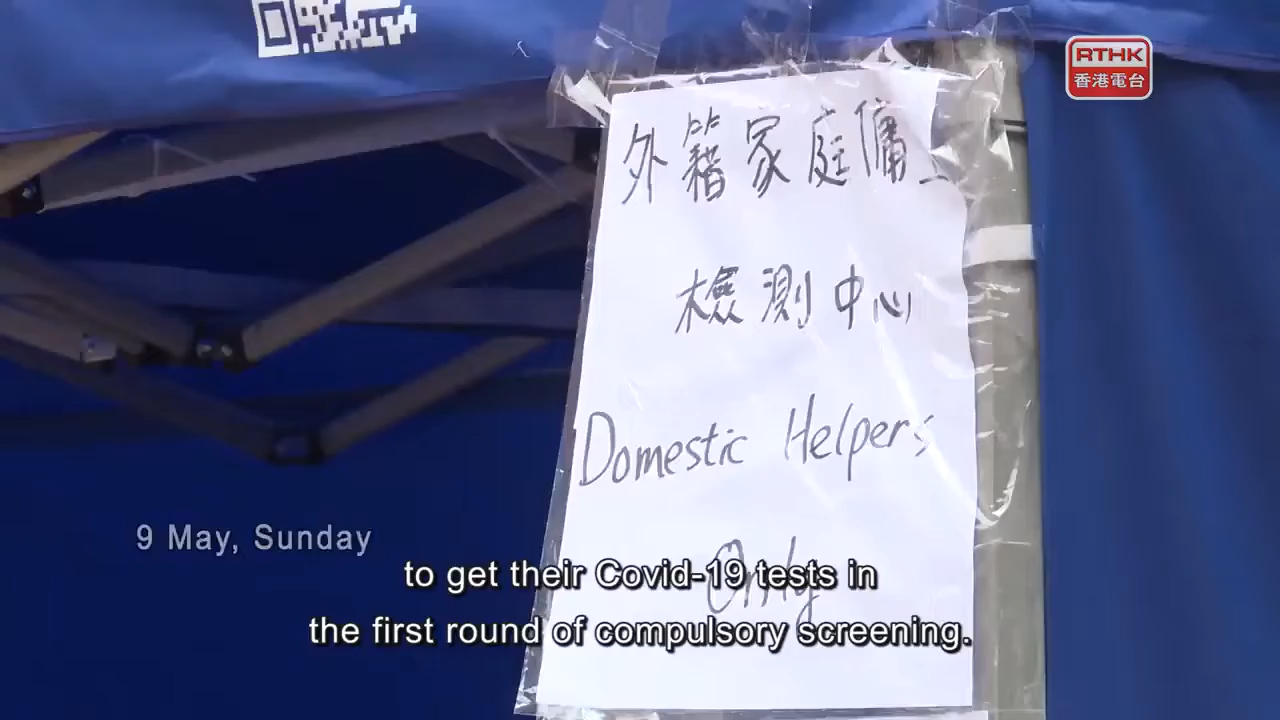 RTHK
香港電台
外籍家庭傭工
檢測中心
Domestic Helpers
Only
9 May, Sunday
to get their Covid-19 tests in
the first round of compulsory screening.